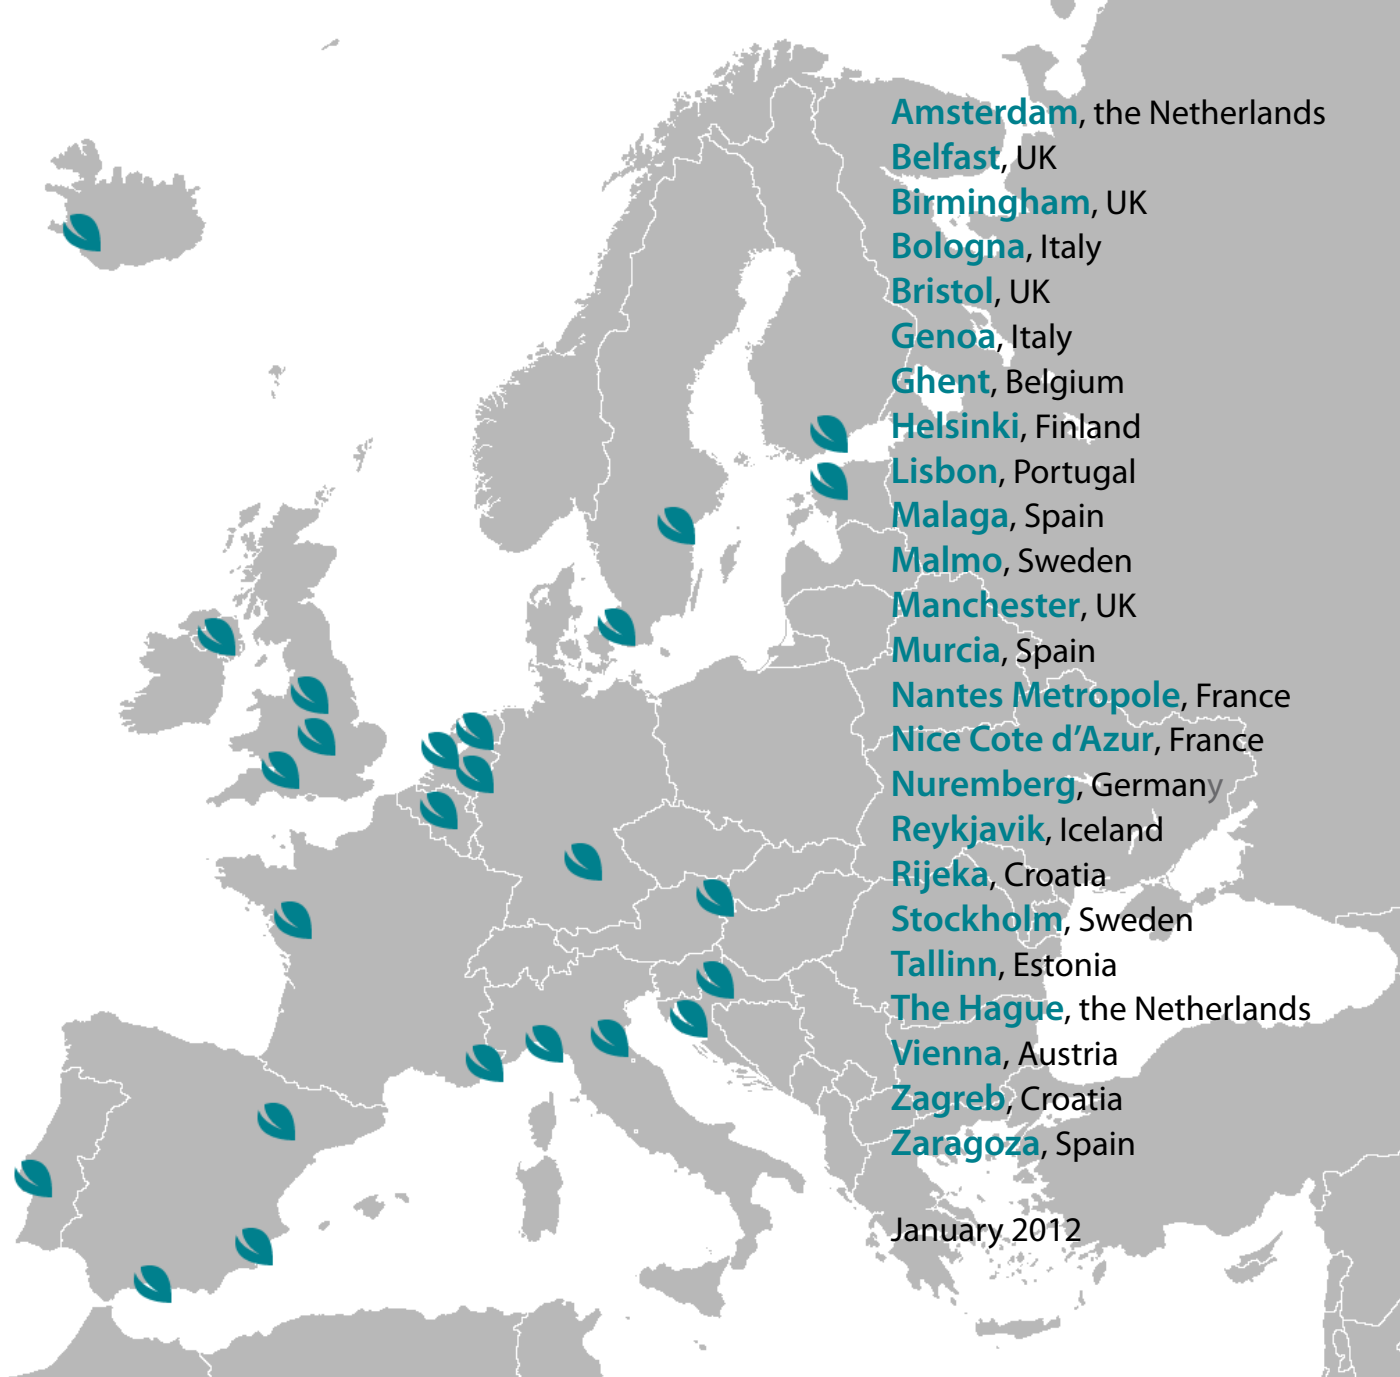 Amsterdam, the Netherlands
Belfast, UK
Birmingham, UK
Bologna, Italy
Bristol, UK
Genoa, Italy
Ghent, Belgium
Helsinki, Finland
Lisbon, Portugal
Malaga, Spain
Malmo, Sweden
Manchester, UK
Murcia, Spain
Nantes Metropole, France
Nice Cote d’Azur, France
Nuremberg, Germany
Reykjavik, Iceland
Rijeka, Croatia
Stockholm, Sweden
Tallinn, Estonia
The Hague, the Netherlands
Vienna, Austria
Zagreb, Croatia
Zaragoza, Spain
January 2012